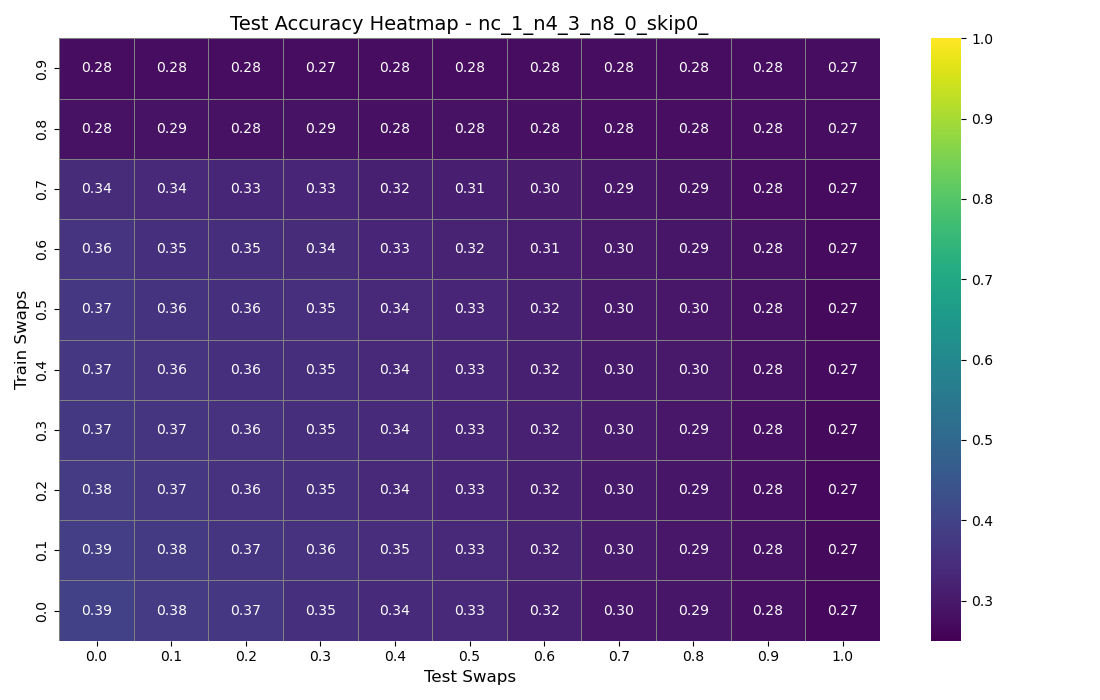 Test Accuracy Heatmap - nc_1_n4_3_n8_0_skip0_
Train Swaps
0.9 0.28 0.28 0.28 0.27 0.28 0.28 0.28 0.28 0.28 0.28 0.27
0.8 0.28 0.29 0.28 0.29 0.28 0.28 0.28 0.28 0.28 0.28 0.27
0.7 0.34 0.34 0.33 0.33 0.32 0.31 0.30 0.29 0.29 0.28 0.27
0.6 0.36 0.35 0.35 0.34 0.33 0.32 0.31 0.30 0.29 0.28 0.27
0.5 0.37 0.36 0.36 0.35 0.34 0.33 0.32 0.30 0.30 0.28 0.27
0.4 0.37 0.36 0.36 0.35 0.34 0.33 0.32 0.30 0.30 0.28 0.27
0.3 0.37 0.37 0.36 0.35 0.34 0.33 0.32 0.30 0.29 0.28 0.27
0.2 0.38 0.37 0.36 0.35 0.34 0.33 0.32 0.30 0.29 0.28 0.27
0.1 0.39 0.38 0.37 0.36 0.35 0.33 0.32 0.30 0.29 0.28 0.27
0.0 0.39 0.38 0.37 0.35 0.34 0.33 0.32 0.30 0.29 0.28 0.27
0.0 0.1 0.2 0.3 0.4 0.5 0.6 0.7 0.8 0.9 1.0
Test Swaps
1.0
0.9
0.8
0.7
0.6
0.5
0.4
0.3